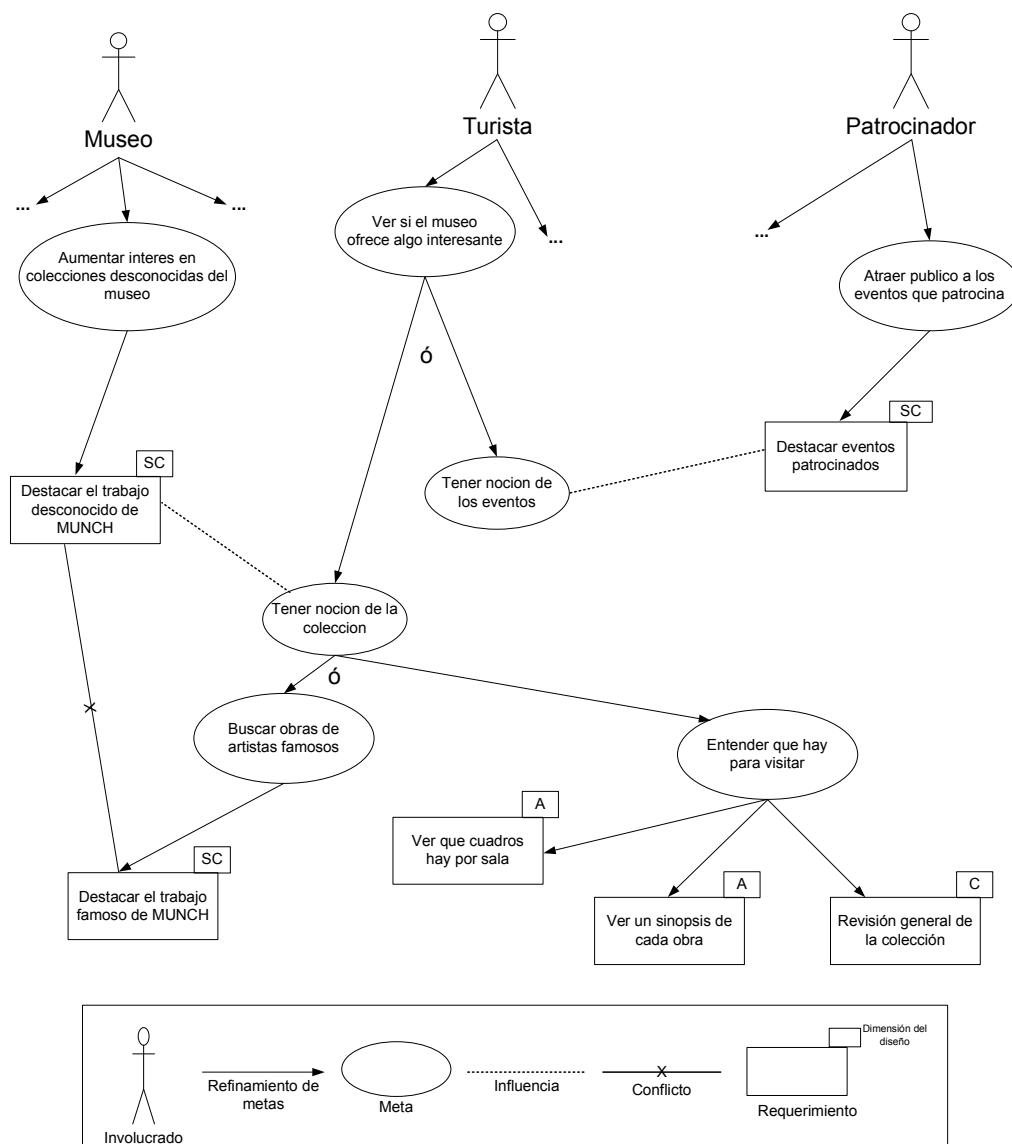 Museo
Turista
Patrocinador
...
...
...
...
Aumentar interes en
colecciones desconocidas del
museo
Ver si el museo
ofrece algo interesante
Atraer publico a los
eventos que patrocina
Ó
SC
Destacar eventos
patrocinados
SC
Destacar el trabajo
desconocido de
MUNCH
Tener nocion de
los eventos
Tener nocion de la
coleccion
Ó
X
Buscar obras de
artistas famosos
Entender que hay
para visitar
A
Ver que cuadros
hay por sala
SC
Destacar el trabajo
famoso de MUNCH
A
Ver un sinopsis de
cada obra
C
Revisión general de
la colección
Involucrado
Refinamiento de
metas
Meta
Influencia
X
Conflicto
Dimensión del
diseño
Requerimiento